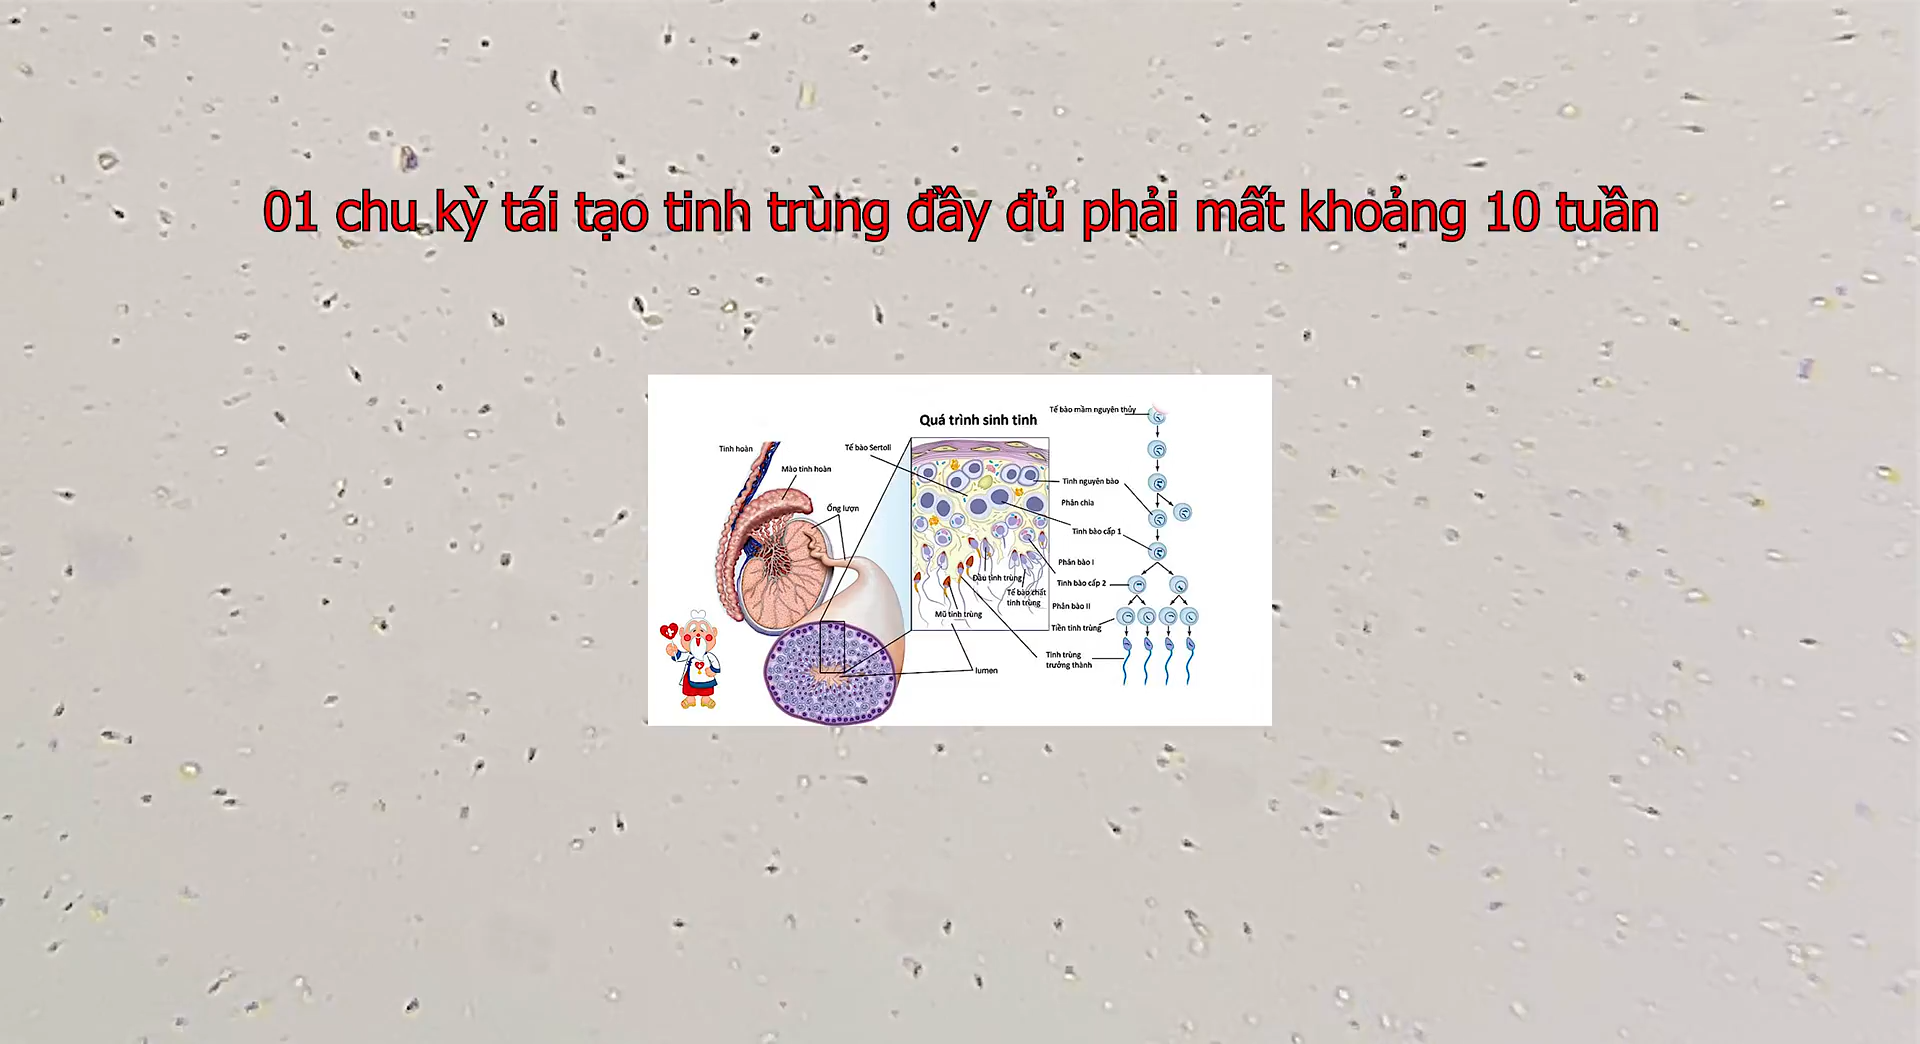 01 chu kỳ tái tạo tinh trùng đầy đủ phải mất khoảng 10 tuần
Quá trình sinh tinh
Tế bào mầm nguyên thủy
Tinh hoàn
Tế bào Sertoli
Mào tinh hoàn
Tinh nguyên bào
Phân chia
Ống lượn
Tinh bào cấp 1
Phân bào I
Đầu tinh trùng
Tinh bào cấp 2
Tế bào chất
tinh trùng
Phân bào II
Mũ tinh trùng
Tiền tinh trùng
Tinh trùng
trưởng thành
lumen